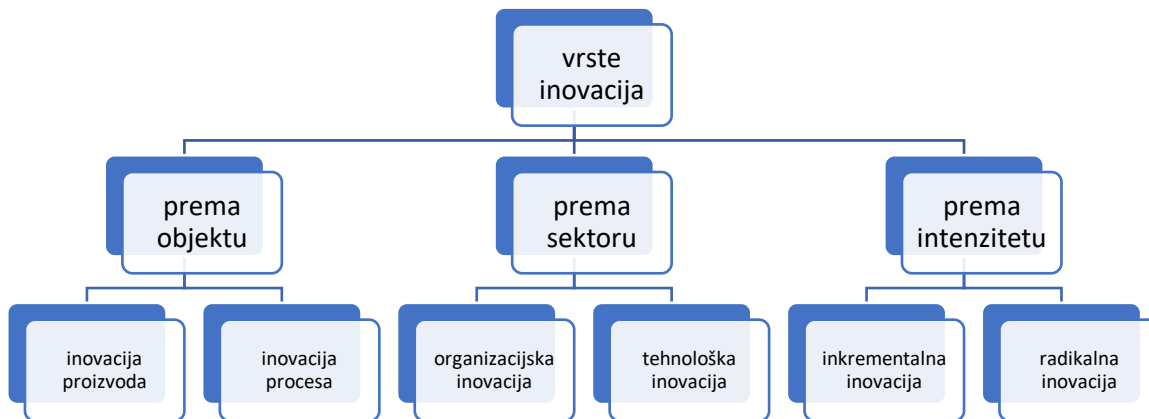 vrste
inovacija
prema
objektu
prema
sektoru
prema
intenzitetu
inovacija
proizvoda
inovacija
procesa
organizacijska
inovacija
tehnološka
inovacija
inkrementalna
inovacija
radikalna
inovacija